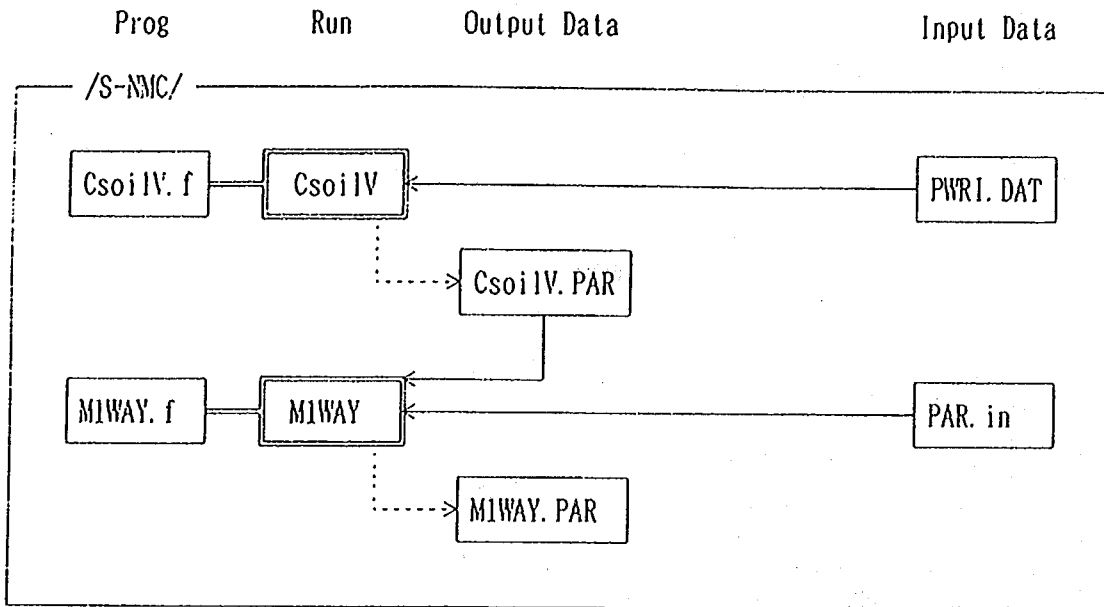 Prog Run Output Data Input Data
/S-NMC/
CsoilV.f CsoilV PWRI.DAT
CsoilV.PAR
M1WAY.f M1WAY PAR.in
M1WAY.PAR